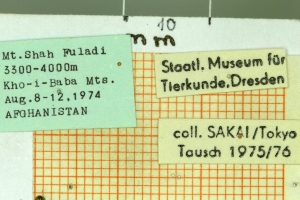 10
mm
Mt.Shah Fuladi
3300-4000m
Kho-i-Baba Mts.
Aug.8-12,1974
AFGHANISTAN
Staatl. Museum für
Tierkunde, Dresden
coll. SAKAI/Tokyo
Tausch 1975/76